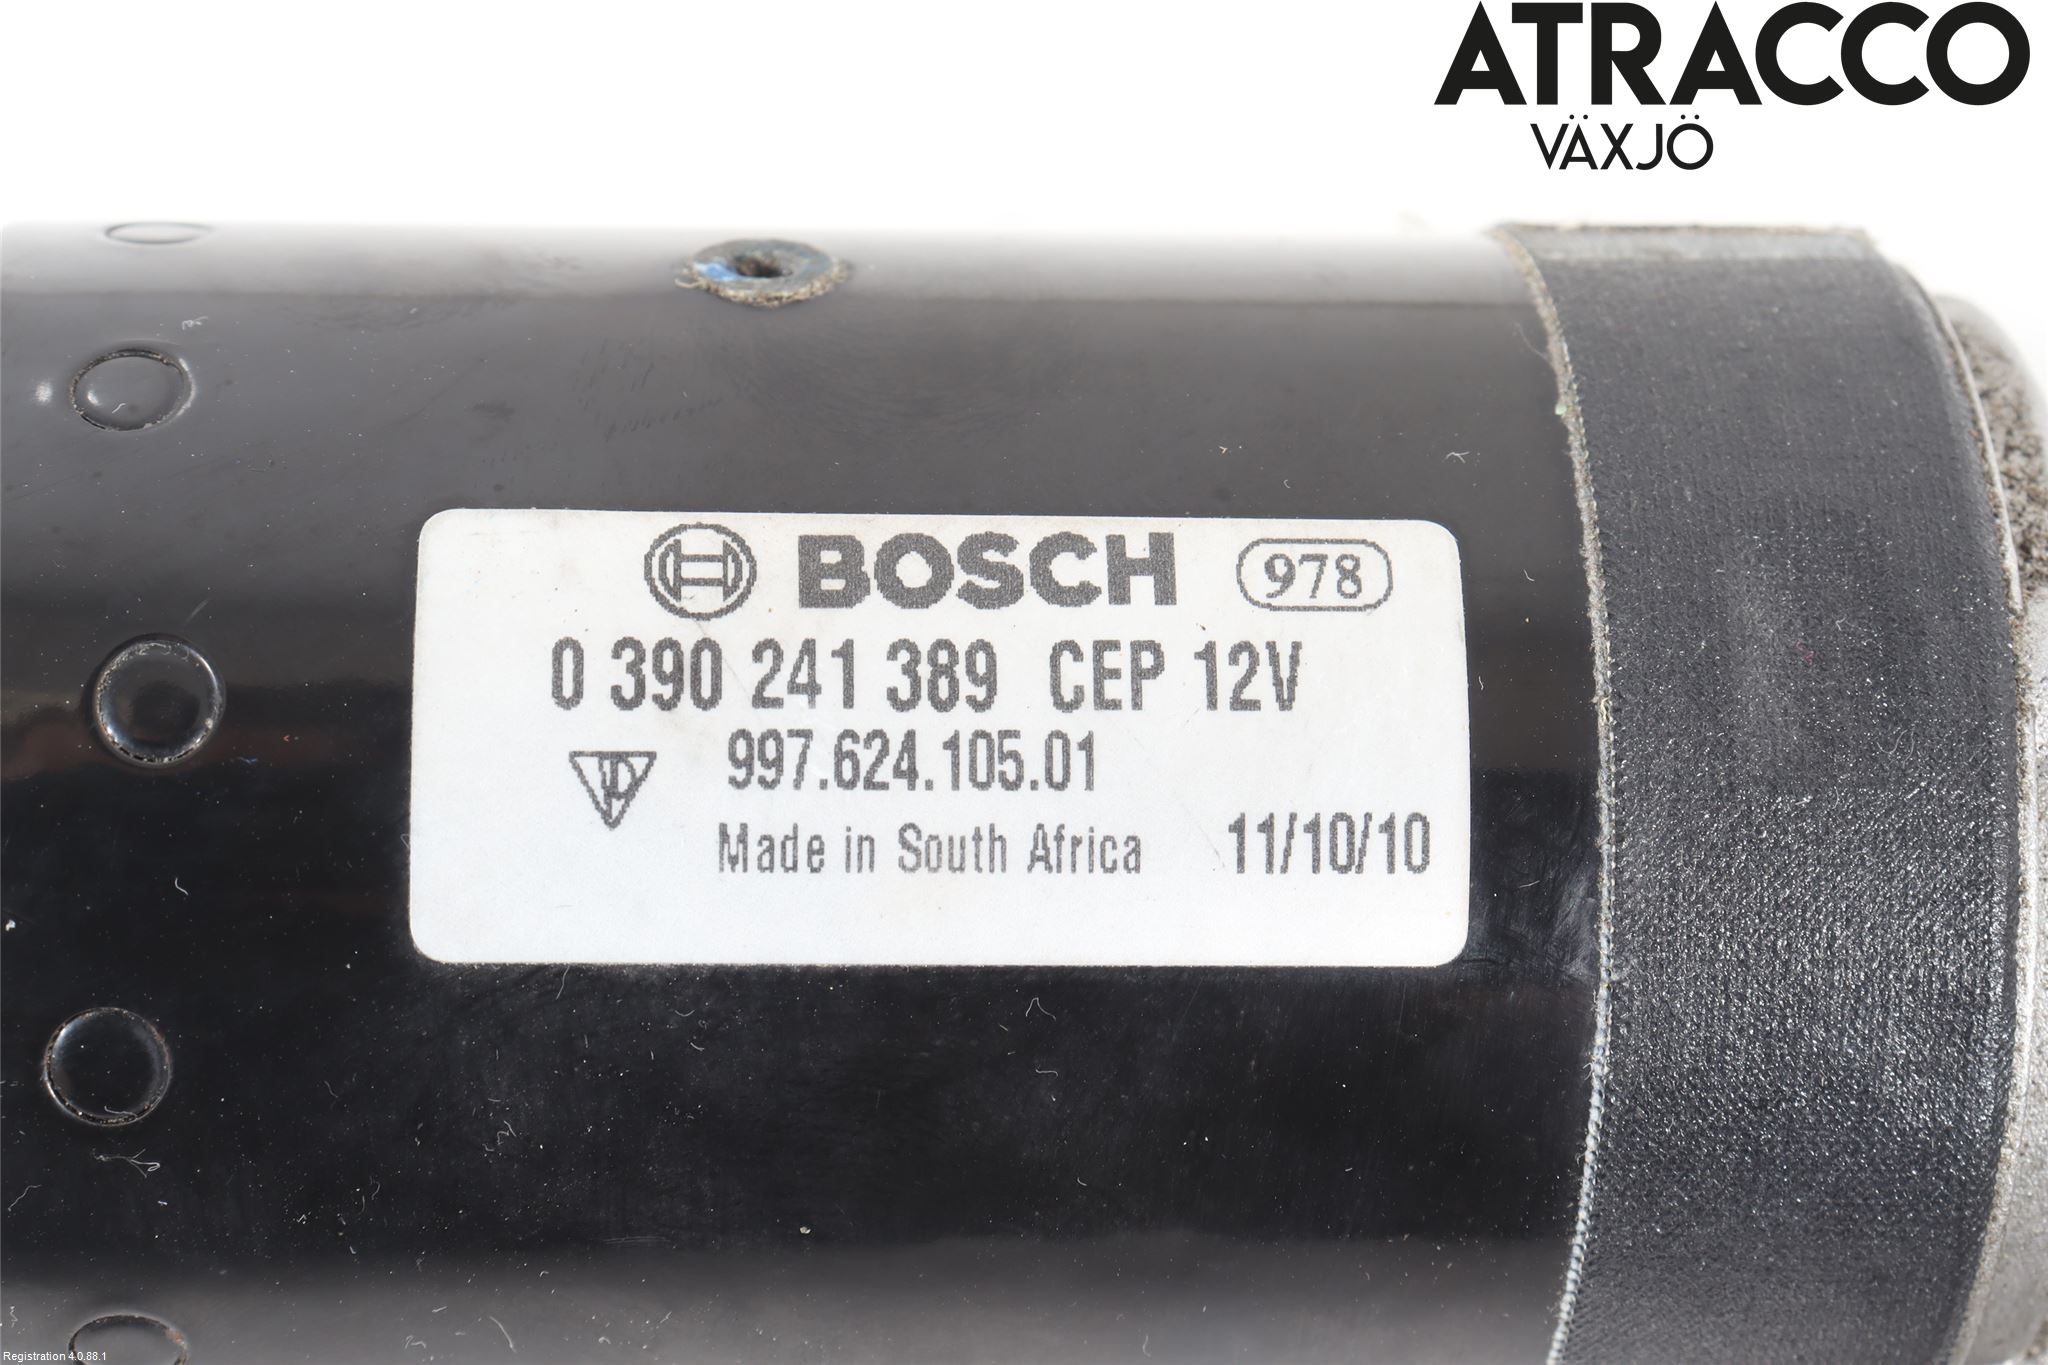 ATRACCO
VÄXJÖ
BOSCH 978
0 390 241 389 CEP 12V
997.624.105.01
Made in South Africa 11/10/10
Registration 4.0.88.1